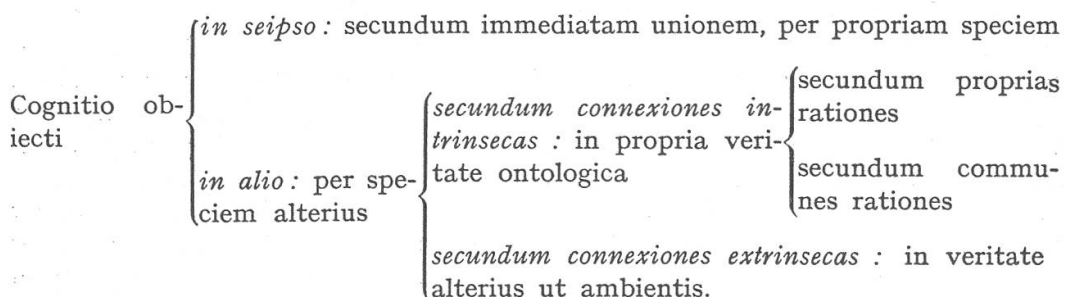 in seipso : secundum immediatam unionem, per propriam speciem
Cognitio ob-
iecti
in alio : per spe-
ciem alterius
secundum connexiones in-
trinsecas : in propria veri-
tate ontologica
secundum proprias
rationes
secundum commu-
nes rationes
secundum connexiones extrinsecas : in veritate
alterius ut ambientis.